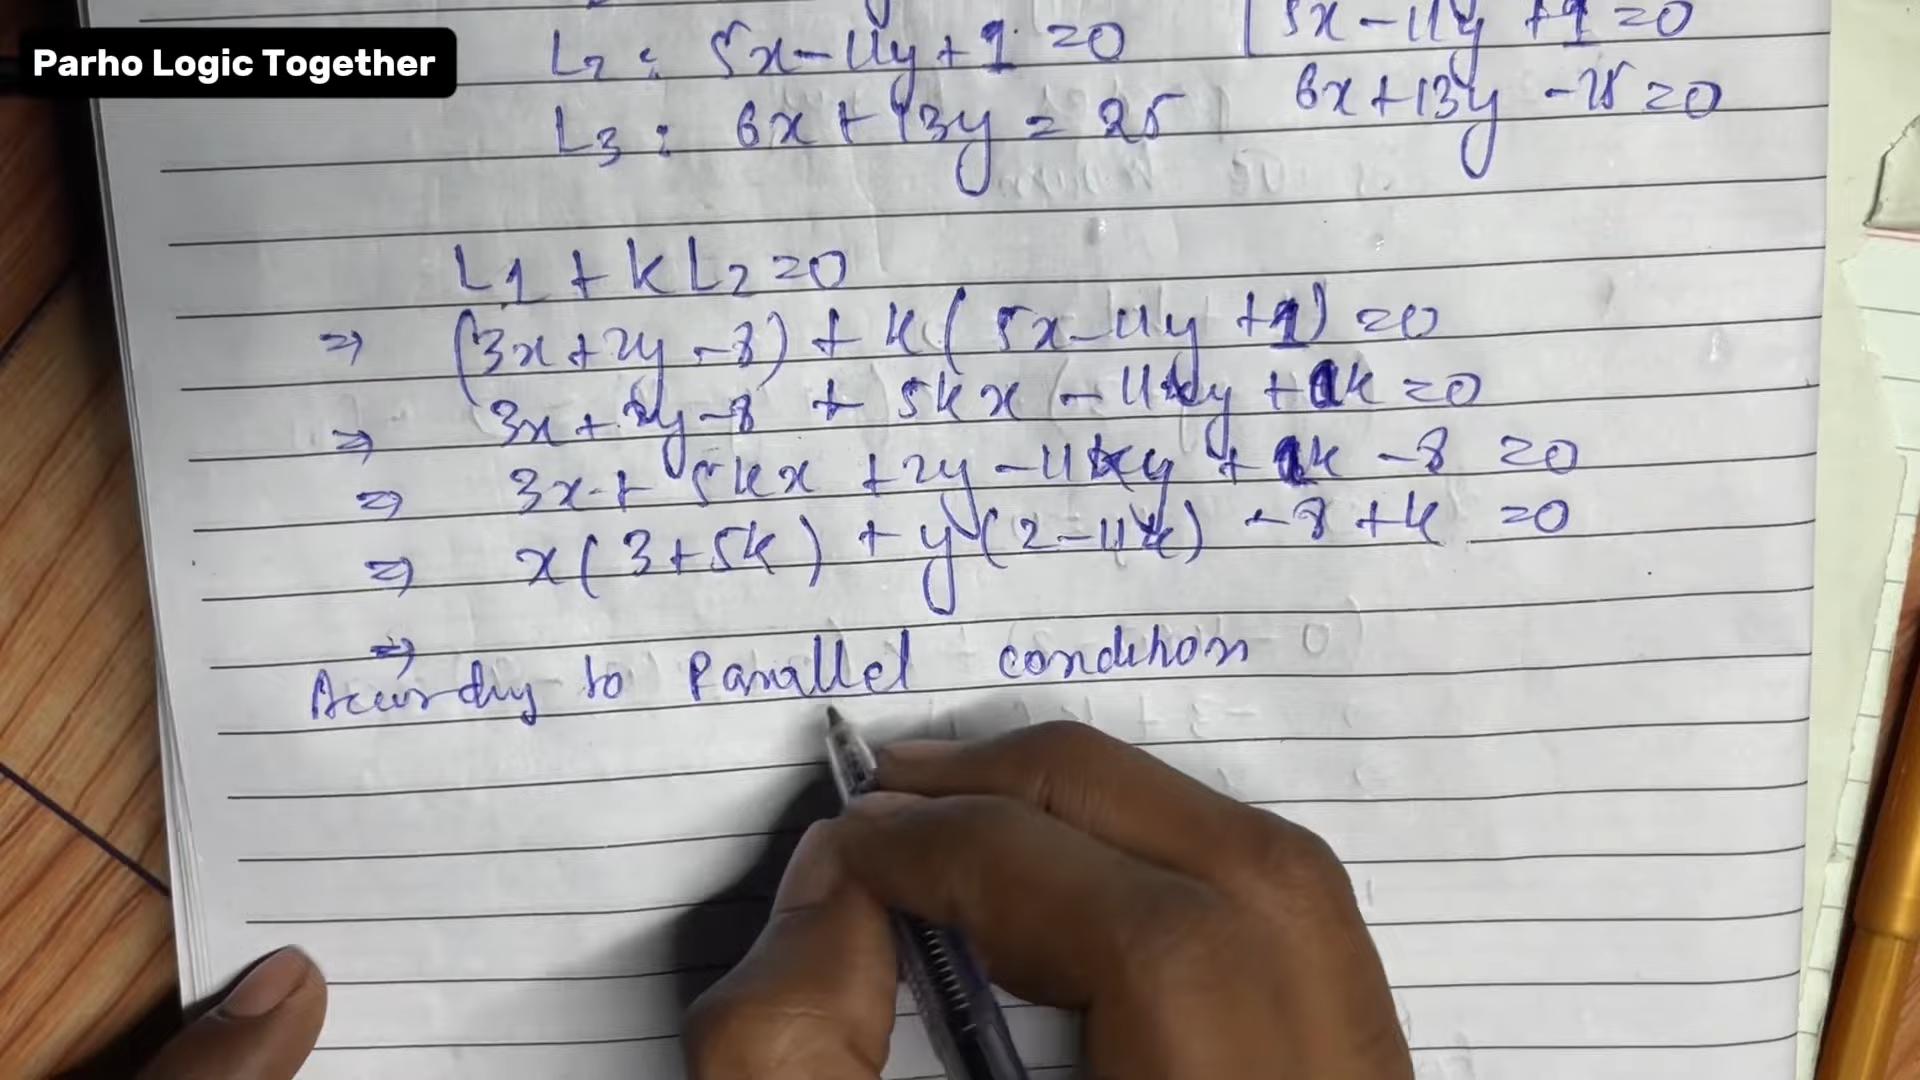 Parho Logic Together
L2 : 5x-11y+1=0 | 5x-11y+1=0
L3 : 6x+13y=25 6x+13y-25=0
L1+kL2=0
⇒ (3x+2y-8)+k(5x-11y+1)=0
⇒ 3x+2y-8+5kx-11ky+1k=0
⇒ 3x+5kx+2y-11ky+1k-8=0
⇒ x(3+5k)+y(2-11k)-8+k=0
⇒
According to Parallel condition